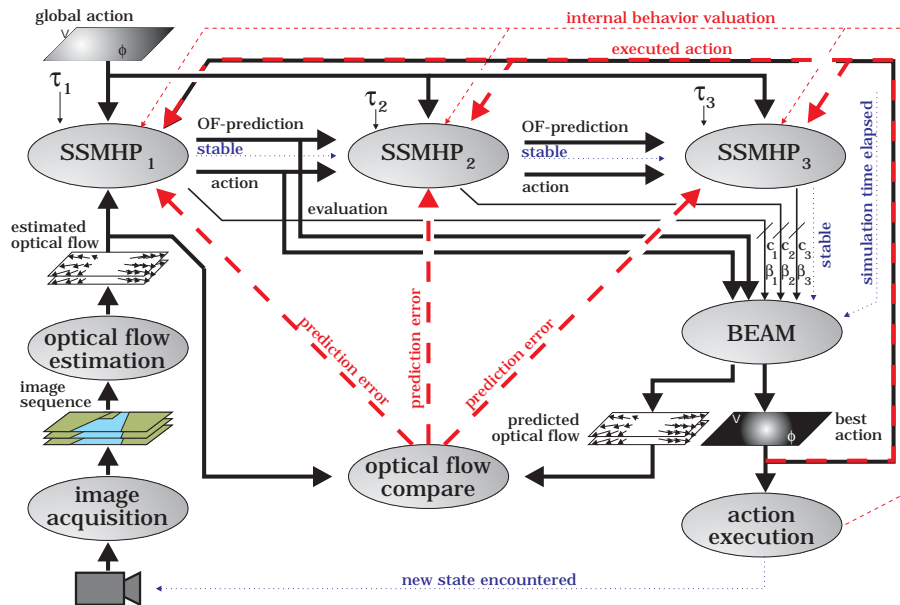 global action
V
ϕ
internal behavior valuation
executed action
τ1
τ2
τ3
SSMHP1
OF-prediction
stable
action
SSMHP2
OF-prediction
stable
action
SSMHP3
simulation time elapsed
evaluation
estimated
optical flow
c1 c2 c3
β1 β2 β3
stable
optical flow
estimation
prediction error
prediction error
prediction error
BEAM
image
sequence
predicted
optical flow
V
ϕ
best
action
optical flow
compare
image
acquisition
action
execution
new state encountered